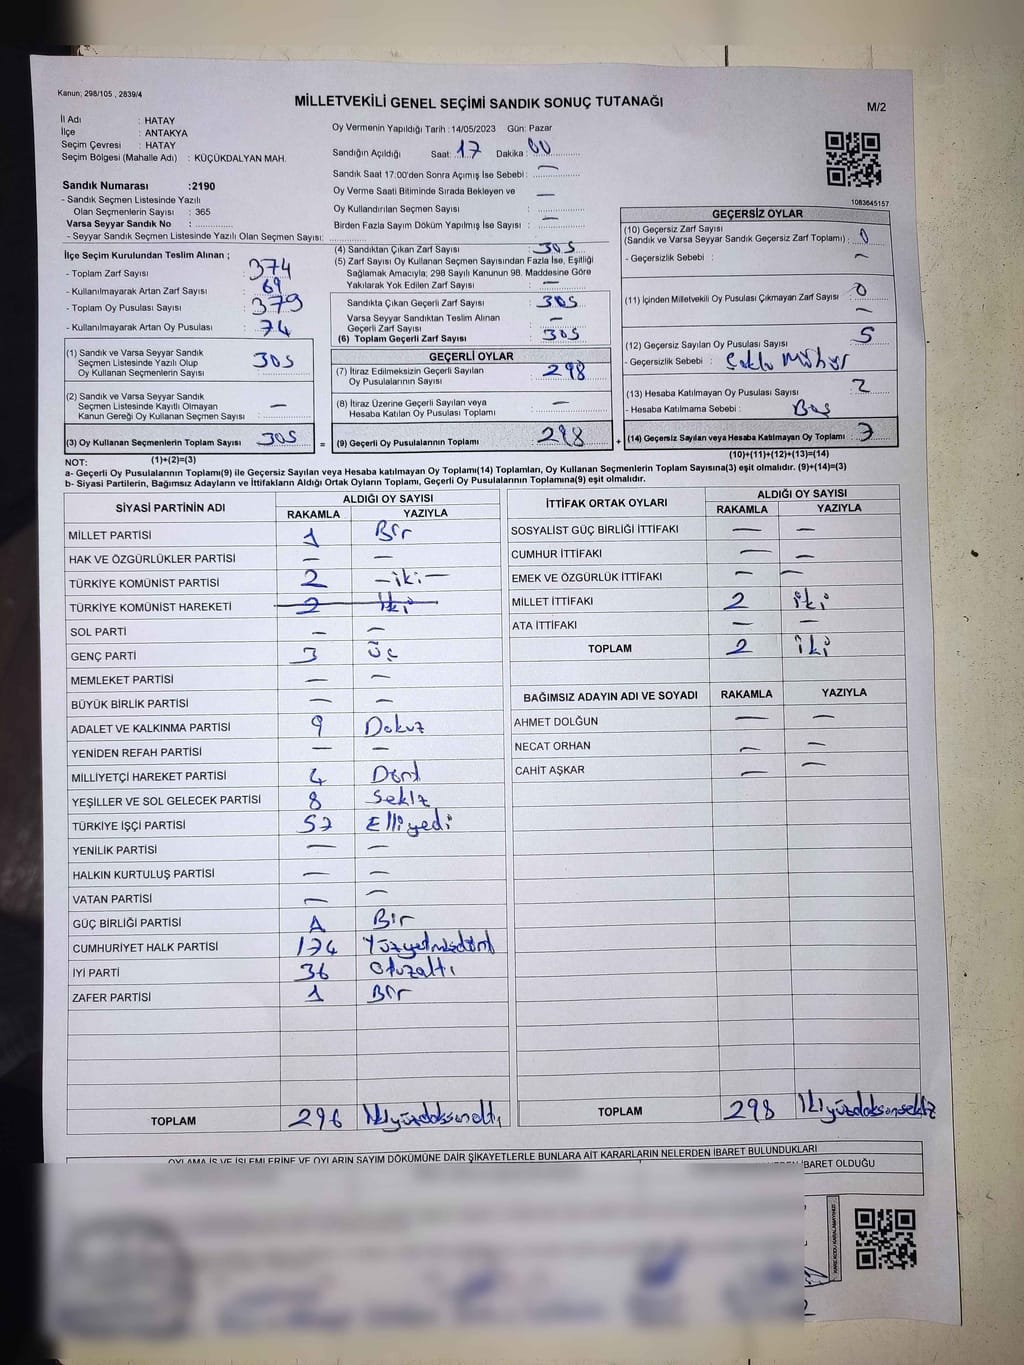 Kanun; 298/105 , 2839/4
MİLLETVEKİLİ GENEL SEÇİMİ SANDIK SONUÇ TUTANAĞI
M/2
İl Adı : HATAY
İlçe : ANTAKYA
Seçim Çevresi : HATAY
Seçim Bölgesi (Mahalle Adı) : KÜÇÜKDALYAN MAH.
Sandık Numarası :2190
- Sandık Seçmen Listesinde Yazılı
Olan Seçmenlerin Sayısı : 365
Varsa Seyyar Sandık No : ..............
- Seyyar Sandık Seçmen Listesinde Yazılı Olan Seçmen Sayısı:
Oy Vermenin Yapıldığı Tarih : 14/05/2023 Gün: Pazar
Sandığın Açıldığı Saat: 17 Dakika: 00
Sandık Saat 17:00'den Sonra Açımış İse Sebebi : —
Oy Verme Saati Bitiminde Sırada Bekleyen ve —
Oy Kullandırılan Seçmen Sayısı :
Birden Fazla Sayım Döküm Yapılmış İse Sayısı : —
1083645157
İlçe Seçim Kurulundan Teslim Alınan ;
- Toplam Zarf Sayısı : 374
- Kullanılmayarak Artan Zarf Sayısı : 69
- Toplam Oy Pusulası : 379
- Kullanılmayarak Artan Oy Pusulası : 74
(1) Sandık ve Varsa Seyyar Sandık
Seçmen Listesinde Yazılı Olup
Oy Kullanan Seçmenlerin Sayısı : 305
(2) Sandık ve Varsa Seyyar Sandık
Seçmen Listesinde Kayıtlı Olmayan
Kanun Gereği Oy Kullanan Seçmen Sayısı : —
(3) Oy Kullanan Seçmenlerin Toplam Sayısı : 305
(1)+(2)=(3)
(4) Sandıktan Çıkan Zarf Sayısı : 305
(5) Zarf Sayısı Oy Kullanan Seçmen Sayısından Fazla İse, Eşitliği
Sağlamak Amacıyla; 298 Sayılı Kanunun 98. Maddesine Göre
Yakılarak Yok Edilen Zarf Sayısı : —
Sandıkta Çıkan Geçerli Zarf Sayısı : 305
Varsa Seyyar Sandıktan Teslim Alınan
Geçerli Zarf Sayısı : —
(6) Toplam Geçerli Zarf Sayısı : 305
GEÇERLİ OYLAR
(7) İtiraz Edilmeksizin Geçerli Sayılan
Oy Pusulalarının Sayısı : 298
(8) İtiraz Üzerine Geçerli Sayılan veya
Hesaba Katılan Oy Pusulası Toplamı : —
= (9) Geçerli Oy Pusulalarının Toplamı : 298
GEÇERSİZ OYLAR
(10) Geçersiz Zarf Sayısı
(Sandık ve Varsa Seyyar Sandık Geçersiz Zarf Toplamı) : 0
- Geçersizlik Sebebi : —
(11) İçinden Milletvekili Oy Pusulası Çıkmayan Zarf Sayısı : 0
—
(12) Geçersiz Sayılan Oy Pusulası Sayısı : 5
- Geçersizlik Sebebi : Mühür
(13) Hesaba Katılmayan Oy Pusulası Sayısı : 2
- Hesaba Katılmama Sebebi : Boş
+ (14) Geçersiz Sayılan veya Hesaba Katılmayan Oy Toplamı : 7
(10)+(11)+(12)+(13)=(14)
NOT:
a- Geçerli Oy Pusulalarının Toplamı(9) ile Geçersiz Sayılan veya Hesaba katılmayan Oy Toplamı(14) Toplamları, Oy Kullanan Seçmenlerin Toplam Sayısına(3) eşit olmalıdır. (9)+(14)=(3)
b- Siyasi Partilerin, Bağımsız Adayların ve İttifakların Aldığı Ortak Oyların Toplamı, Geçerli Oy Pusulalarının Toplamına(9) eşit olmalıdır.
SİYASİ PARTİNİN ADI ALDIĞI OY SAYISI
RAKAMLA YAZIYLA
MİLLET PARTİSİ 1 Bir
HAK VE ÖZGÜRLÜKLER PARTİSİ — —
TÜRKİYE KOMÜNİST PARTİSİ 2 —iki—
TÜRKİYE KOMÜNİST HAREKETİ 2 iki
SOL PARTİ — —
GENÇ PARTİ 3 üç
MEMLEKET PARTİSİ — —
BÜYÜK BİRLİK PARTİSİ — —
ADALET VE KALKINMA PARTİSİ 9 Dokuz
YENİDEN REFAH PARTİSİ — —
MİLLİYETÇİ HAREKET PARTİSİ 4 Dört
YEŞİLLER VE SOL GELECEK PARTİSİ 8 Sekiz
TÜRKİYE İŞÇİ PARTİSİ 57 Elliyedi
YENİLİK PARTİSİ — —
HALKIN KURTULUŞ PARTİSİ — —
VATAN PARTİSİ — —
GÜÇ BİRLİĞİ PARTİSİ 1 Bir
CUMHURİYET HALK PARTİSİ 174 Yüzyetmişdört
İYİ PARTİ 36 Otuzaltı
ZAFER PARTİSİ 1 Bir
TOPLAM 296 İkiyüzdoksanaltı
İTTİFAK ORTAK OYLARI ALDIĞI OY SAYISI
RAKAMLA YAZIYLA
SOSYALİST GÜÇ BİRLİĞİ İTTİFAKI — —
CUMHUR İTTİFAKI — —
EMEK VE ÖZGÜRLÜK İTTİFAKI — —
MİLLET İTTİFAKI 2 iki
ATA İTTİFAKI — —
TOPLAM 2 iki
BAĞIMSIZ ADAYIN ADI VE SOYADI RAKAMLA YAZIYLA
AHMET DOLĞUN — —
NECAT ORHAN — —
CAHİT AŞKAR — —
TOPLAM 298 İkiyüzdoksansekiz
OYLAMA İŞ VE İŞLEMLERİNE VE OYLARIN SAYIM DÖKÜMÜNE DAİR ŞİKAYETLERLE BUNLARA AİT KARARLARIN NELERDEN İBARET BULUNDUKLARI
İBARET OLDUĞU